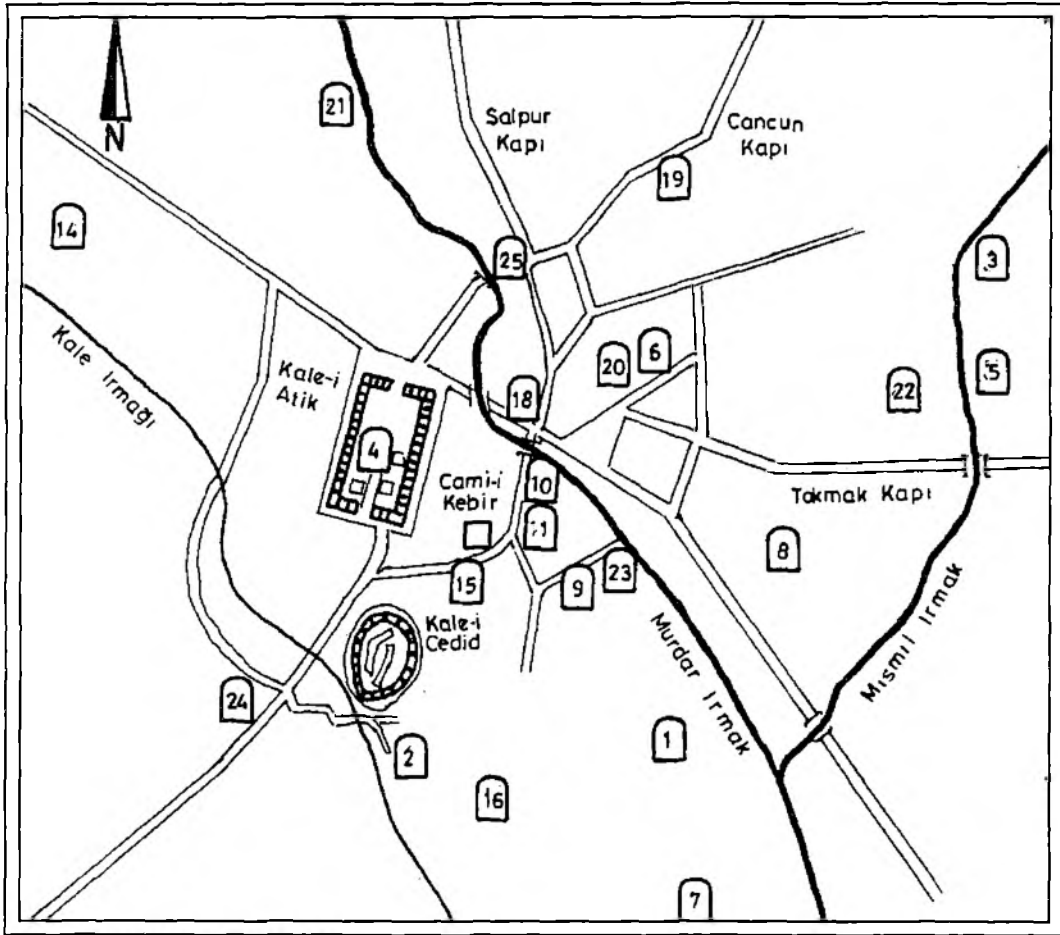 N
21
Salpur
Kapı
Cancun
Kapı
19
14
25
3
Kale Irmağı
Kale-i
Atik
20
6
5
22
18
4
Cami-i
Kebir
10
Tokmak Kapı
11
8
15
9
23
Kale-i
Cedid
Murdar Irmak
Mısmıl Irmak
24
2
1
16
7